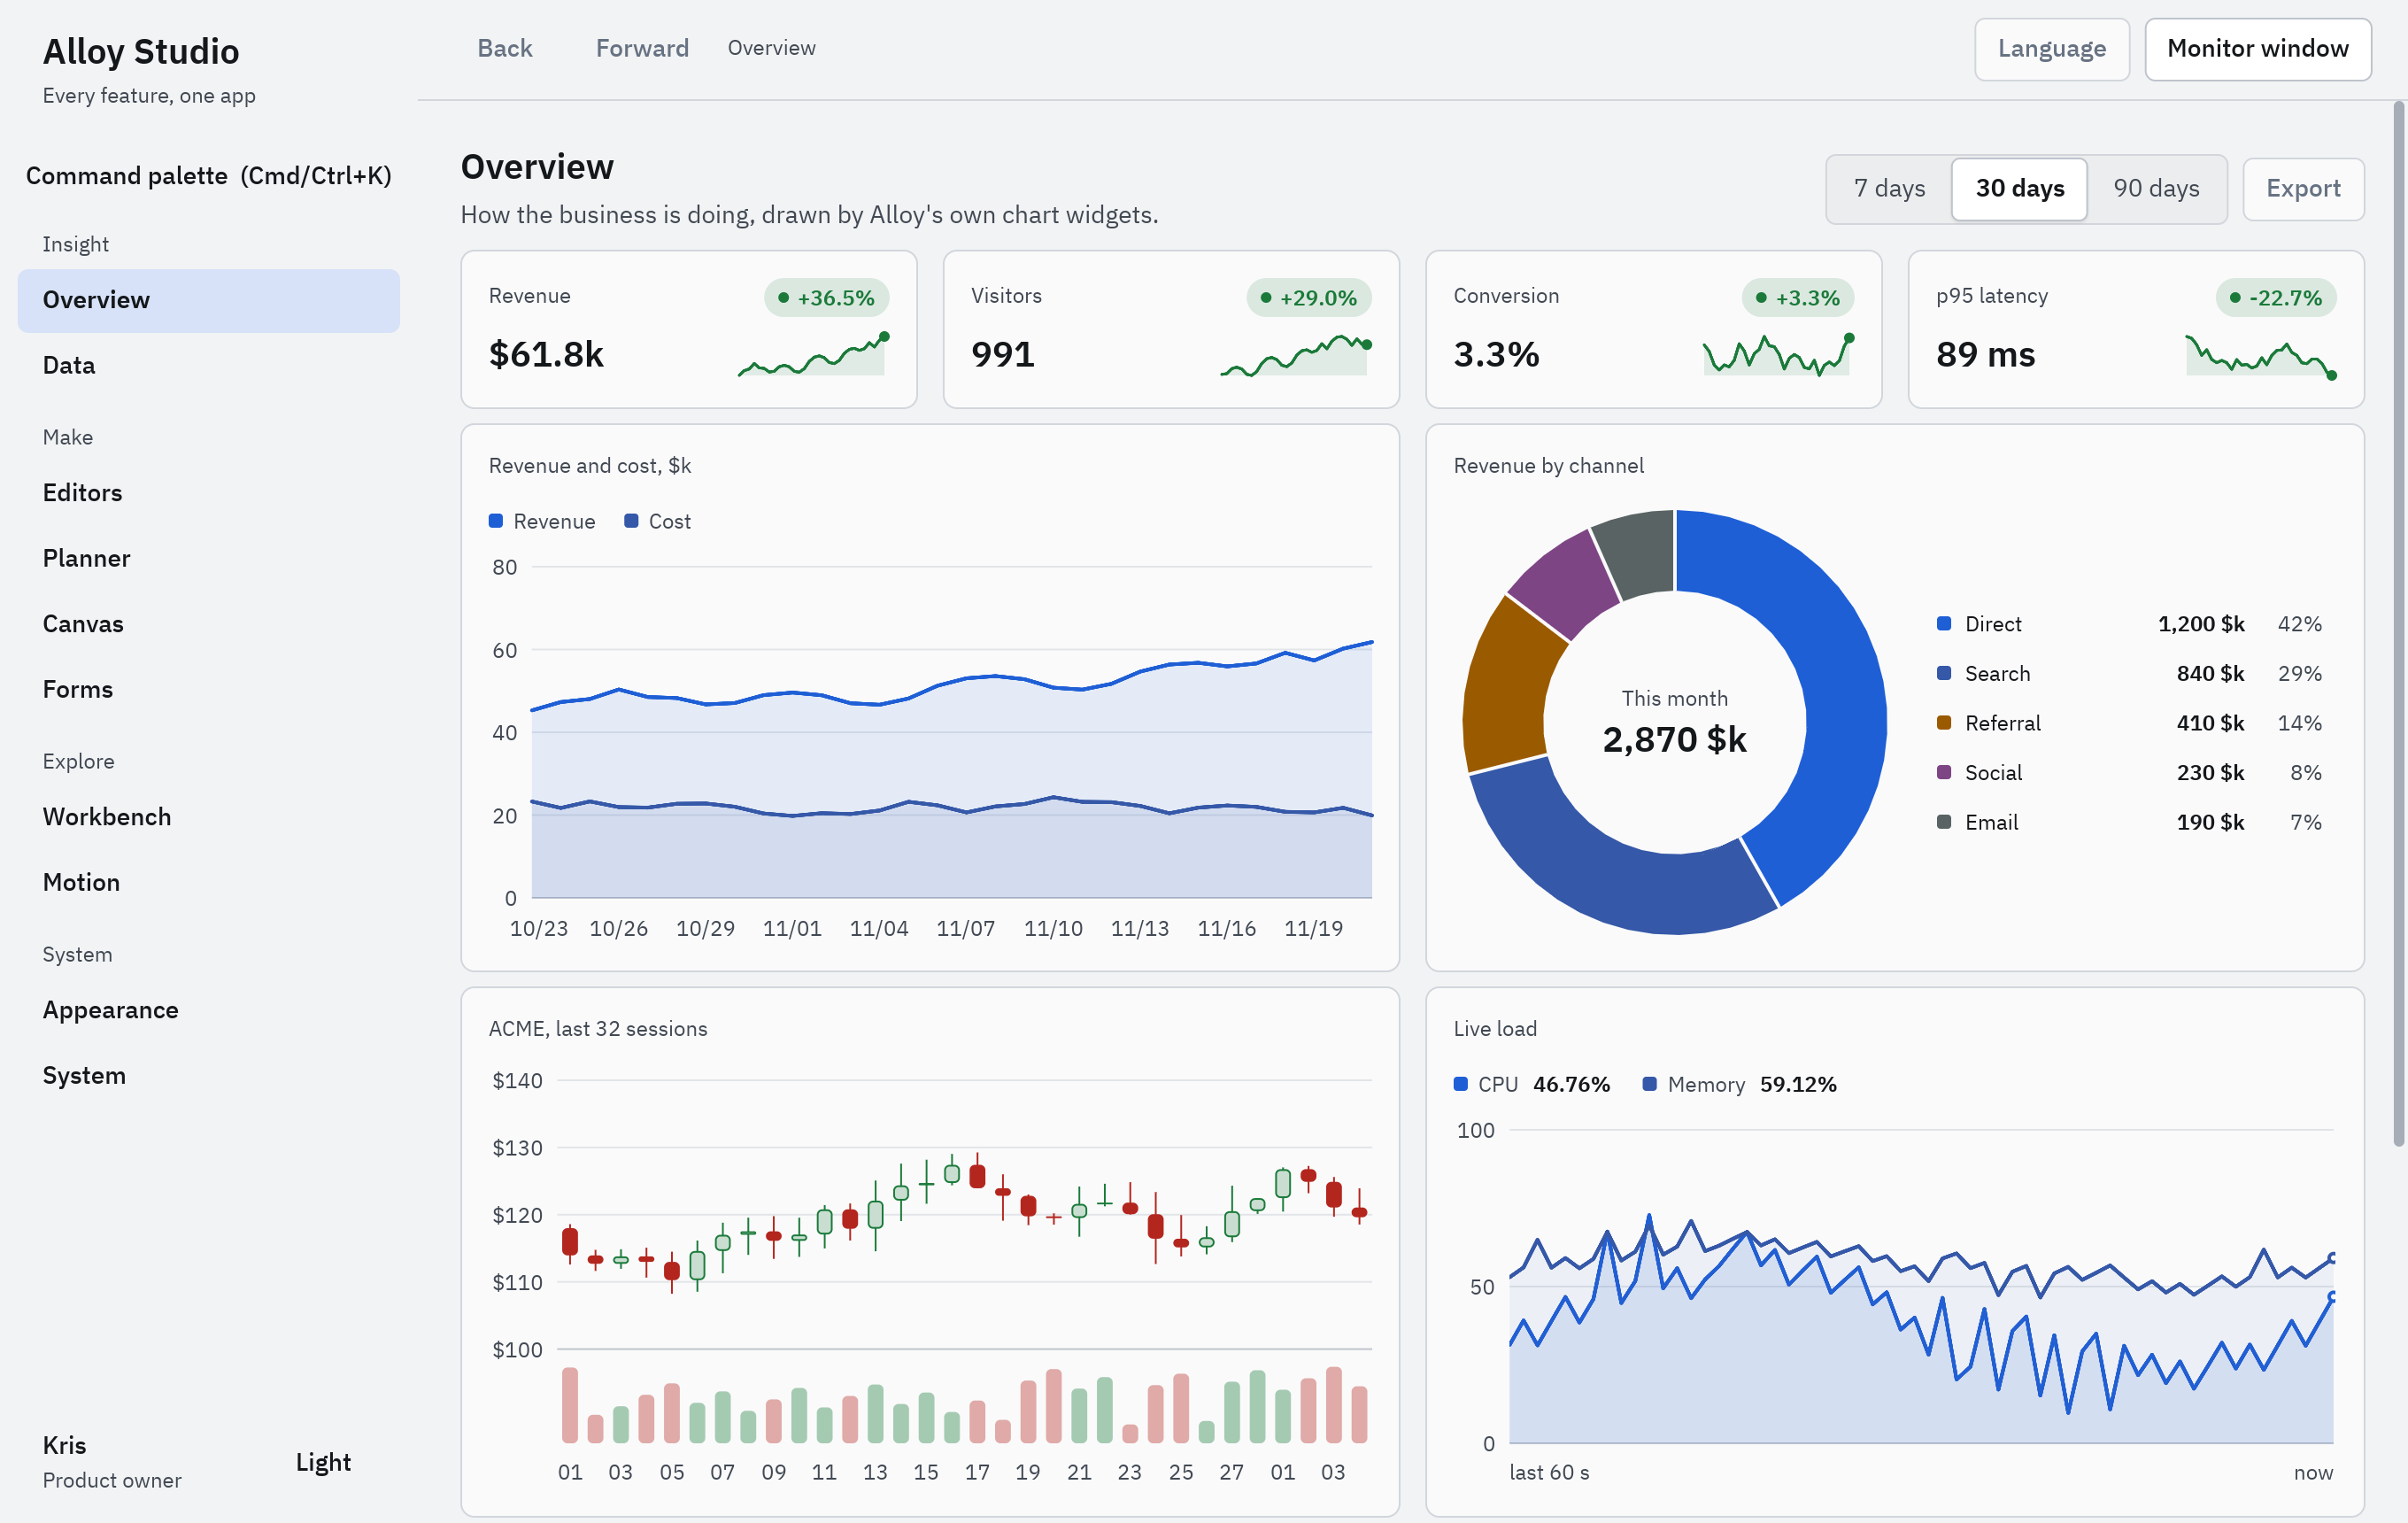 Alloy Studio
Every feature, one app
Command palette (Cmd/Ctrl+K)
Insight
Overview
Data
Make
Editors
Planner
Canvas
Forms
Explore
Workbench
Motion
System
Appearance
System
Kris
Product owner
Light
Back Forward Overview
Language Monitor window
Overview
How the business is doing, drawn by Alloy's own chart widgets.
7 days 30 days 90 days Export
Revenue +36.5%
$61.8k
Visitors +29.0%
991
Conversion +3.3%
3.3%
p95 latency -22.7%
89 ms
Revenue and cost, $k
Revenue Cost
80
60
40
20
0
10/23 10/26 10/29 11/01 11/04 11/07 11/10 11/13 11/16 11/19
Revenue by channel
This month
2,870 $k
Direct 1,200 $k 42%
Search 840 $k 29%
Referral 410 $k 14%
Social 230 $k 8%
Email 190 $k 7%
ACME, last 32 sessions
$140
$130
$120
$110
$100
01 03 05 07 09 11 13 15 17 19 21 23 25 27 01 03
Live load
CPU 46.76% Memory 59.12%
100
50
0
last 60 s now